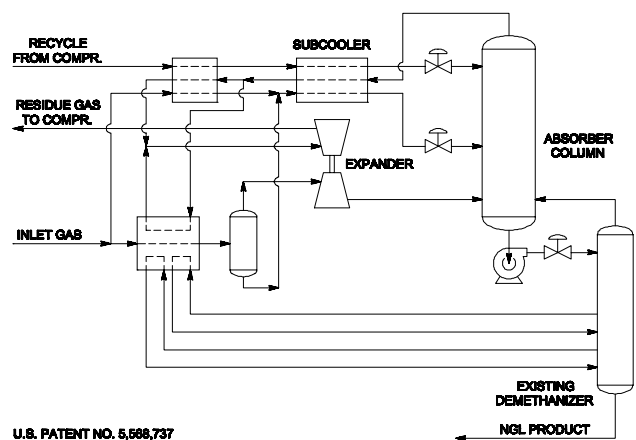 RECYCLE
FROM COMPR.
SUBCOOLER
RESIDUE GAS
TO COMPR.
EXPANDER
ABSORBER
COLUMN
INLET GAS
EXISTING
DEMETHANIZER
NGL PRODUCT
U.S. PATENT NO. 5,568,737